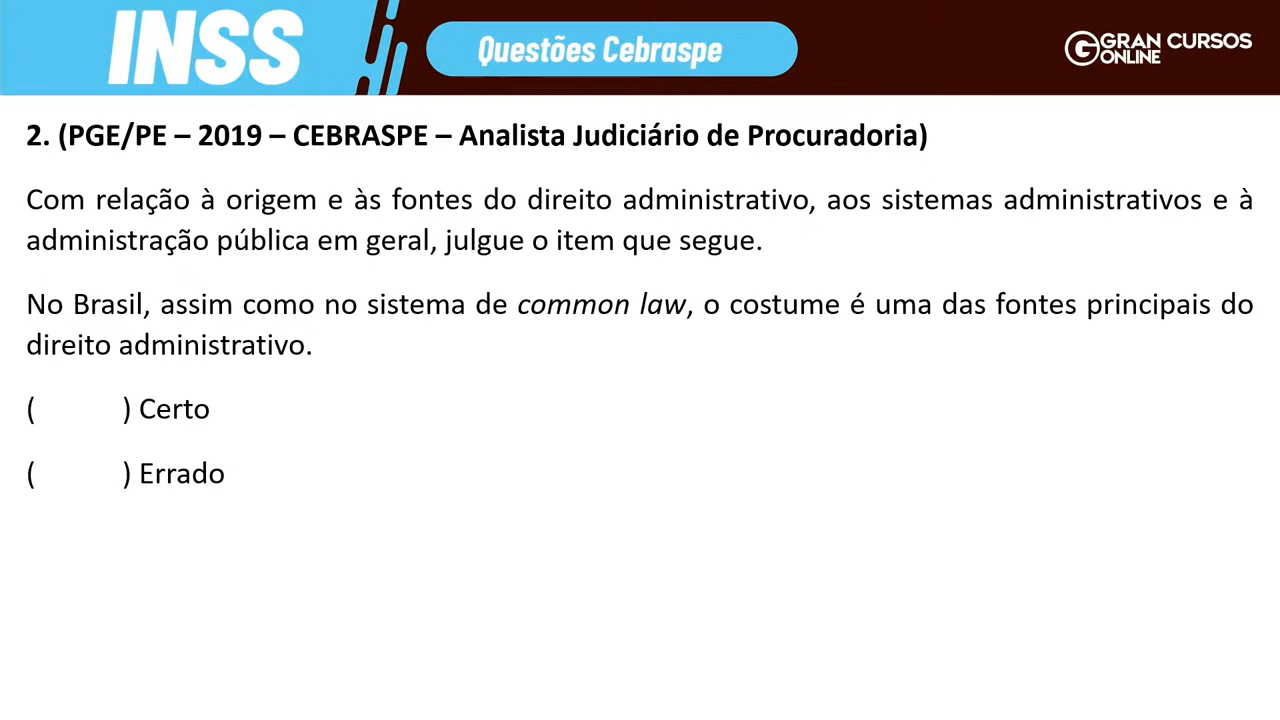 INSS
Questões Cebraspe
GRAN CURSOS
ONLINE
2. (PGE/PE – 2019 – CEBRASPE – Analista Judiciário de Procuradoria)
Com relação à origem e às fontes do direito administrativo, aos sistemas administrativos e à
administração pública em geral, julgue o item que segue.
No Brasil, assim como no sistema de common law, o costume é uma das fontes principais do
direito administrativo.
( ) Certo
( ) Errado